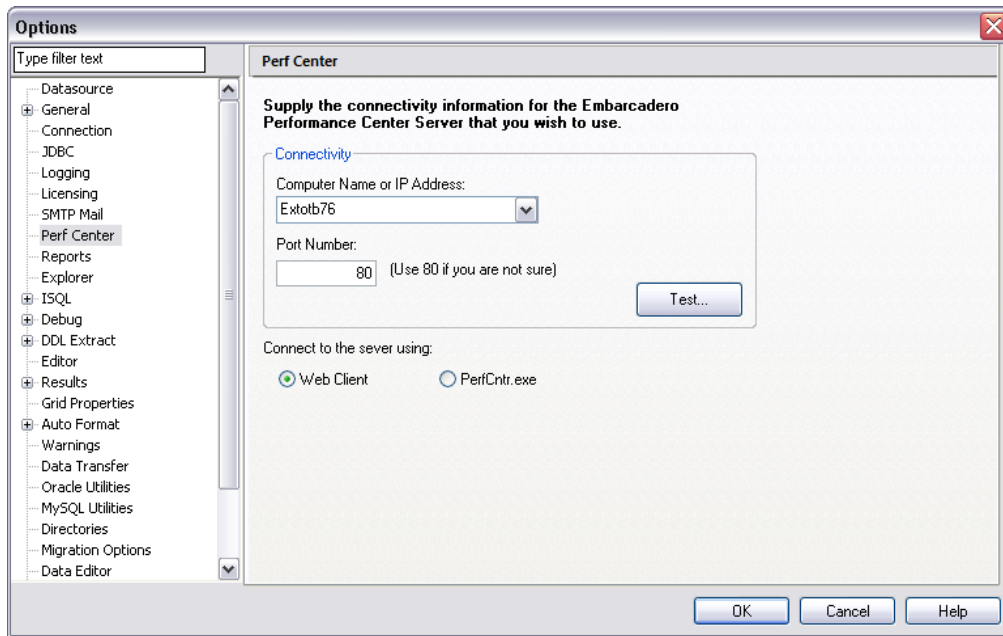 Options
Type filter text
Datasource
General
Connection
JDBC
Logging
Licensing
SMTP Mail
Perf Center
Reports
Explorer
ISQL
Debug
DDL Extract
Editor
Results
Grid Properties
Auto Format
Warnings
Data Transfer
Oracle Utilities
MySQL Utilities
Directories
Migration Options
Data Editor
Perf Center
Supply the connectivity information for the Embarcadero
Performance Center Server that you wish to use.
Connectivity
Computer Name or IP Address:
Extotb76
Port Number:
80 (Use 80 if you are not sure)
Test...
Connect to the sever using:
Web Client PerfCntr.exe
OK Cancel Help